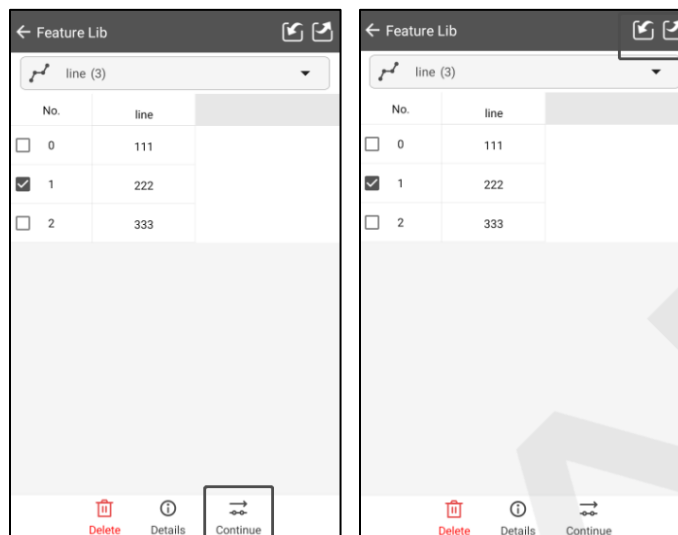 Feature Lib
line (3)
No. line
0 111
1 222
2 333
Delete Details Continue
Feature Lib
line (3)
No. line
0 111
1 222
2 333
Delete Details Continue